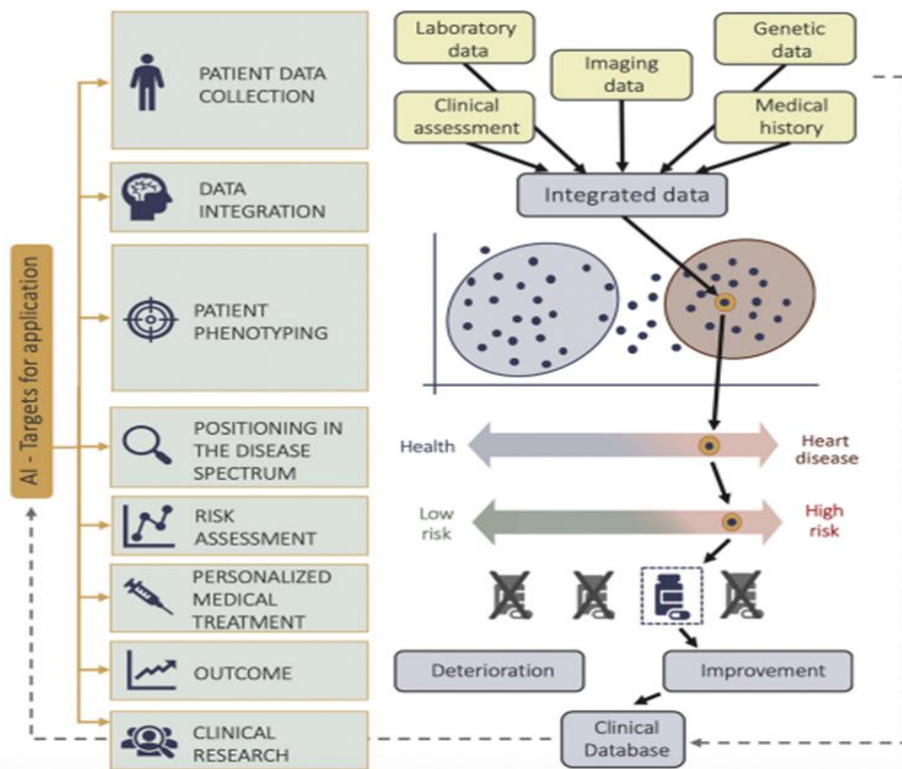 AI - Targets for application
PATIENT DATA
COLLECTION
Laboratory
data
Imaging
data
Genetic
data
Clinical
assessment
Medical
history
DATA
INTEGRATION
Integrated data
PATIENT
PHENOTYPING
POSITIONING IN
THE DISEASE
SPECTRUM
Health
Heart
disease
RISK
ASSESSMENT
Low
risk
High
risk
PERSONALIZED
MEDICAL
TREATMENT
OUTCOME
Deterioration
Improvement
CLINICAL
RESEARCH
Clinical
Database